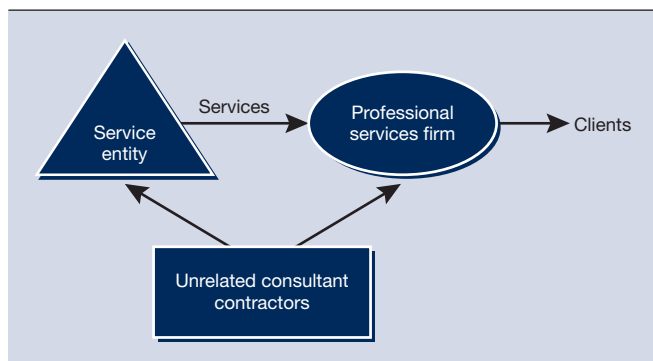 Services
Service
entity
Professional
services firm
Clients
Unrelated consultant
contractors